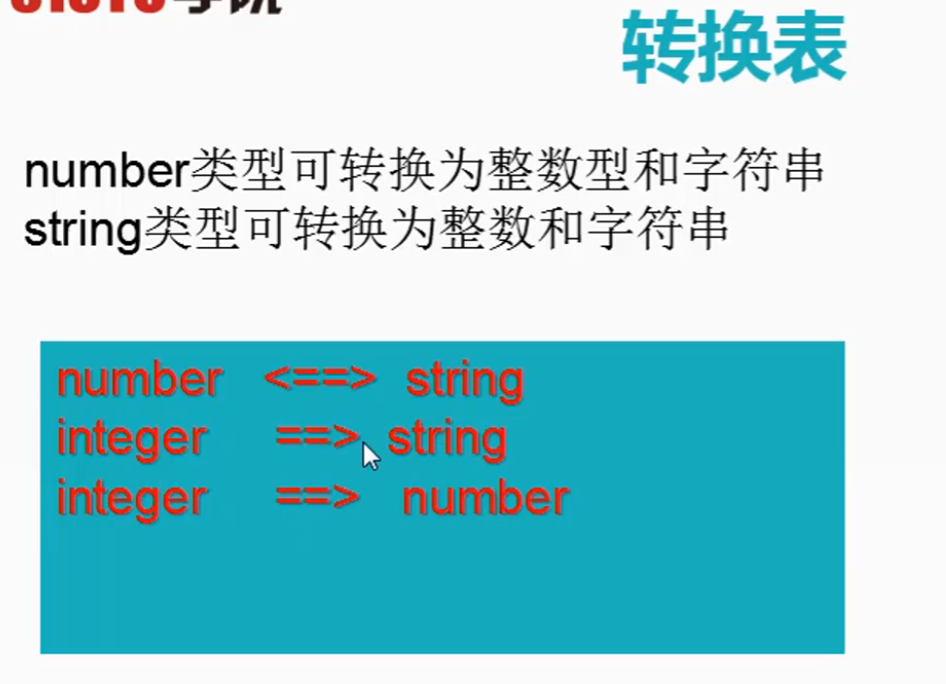 学院
转换表
number类型可转换为整数型和字符串
string类型可转换为整数和字符串
number <==> string
integer ==> string
integer ==> number